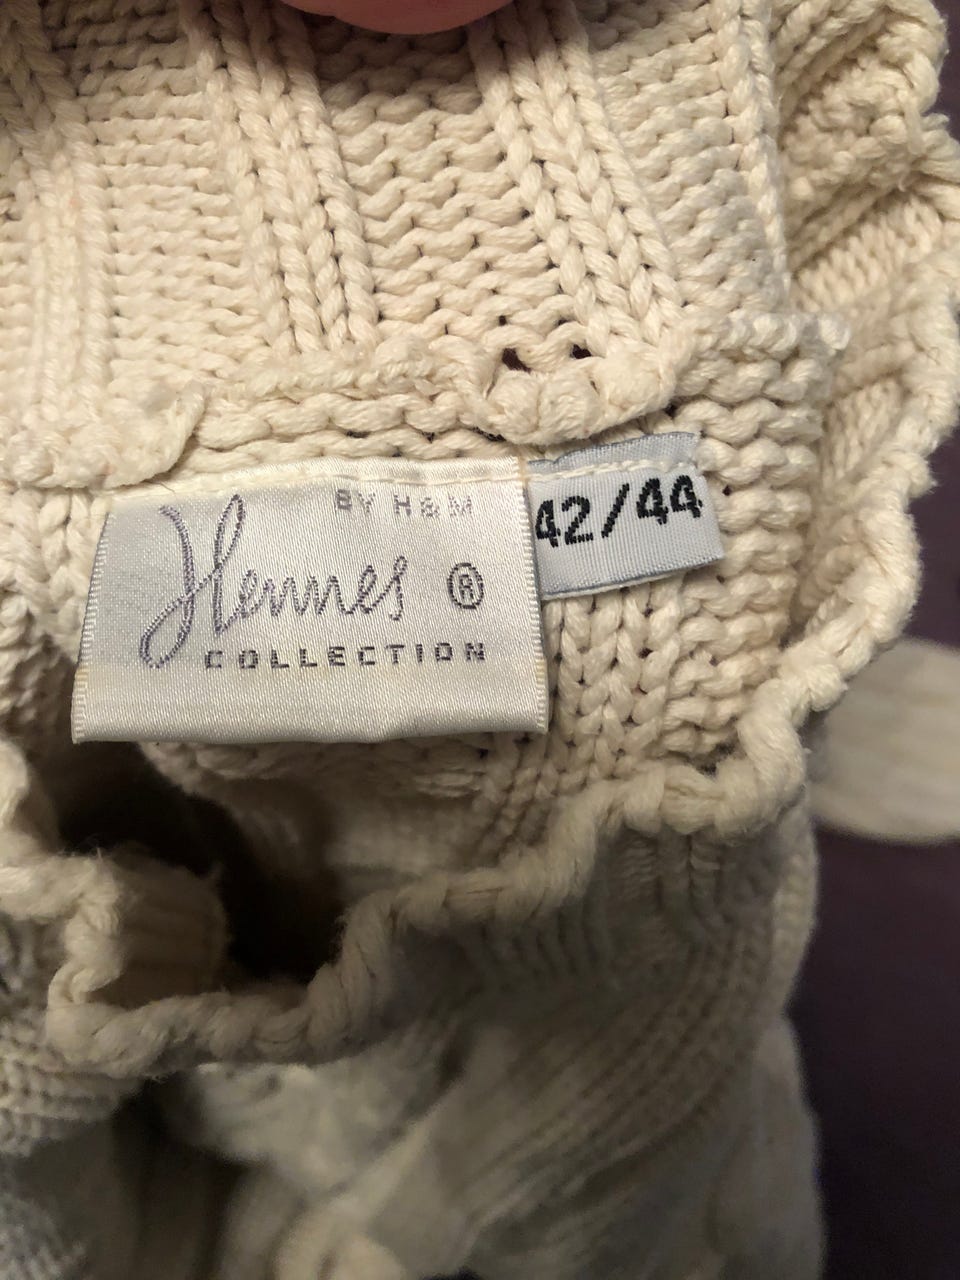 BY H&M
Hennes ®
COLLECTION
42/44